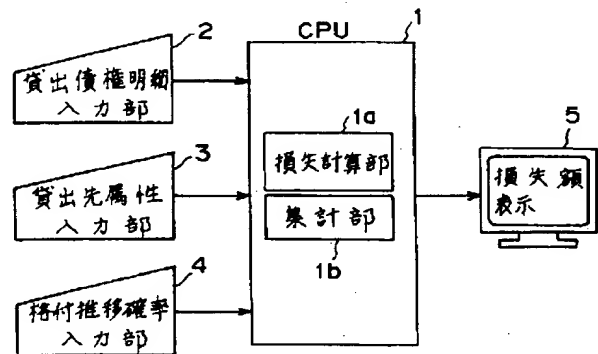 2
貸出債権明細
入力部
3
貸出先属性
入力部
4
格付推移確率
入力部
CPU
1
1a
損失計算部
集計部
1b
5
損失額
表示